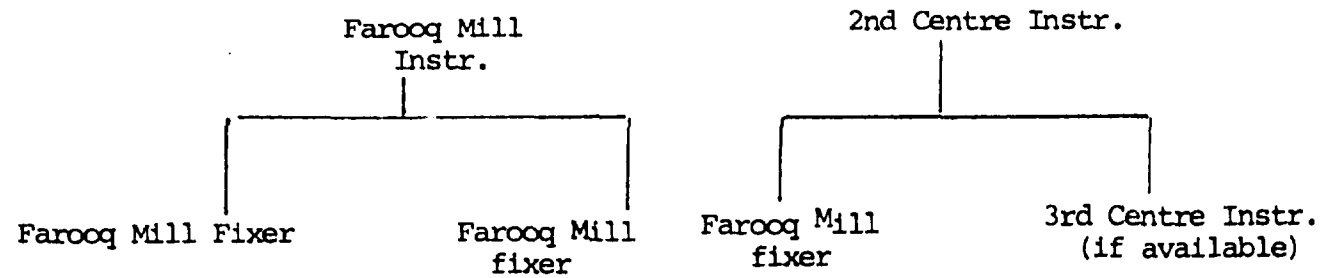 Farooq Mill
Instr.
2nd Centre Instr.
Farooq Mill Fixer
Farooq Mill
fixer
Farooq Mill
fixer
3rd Centre Instr.
(if available)